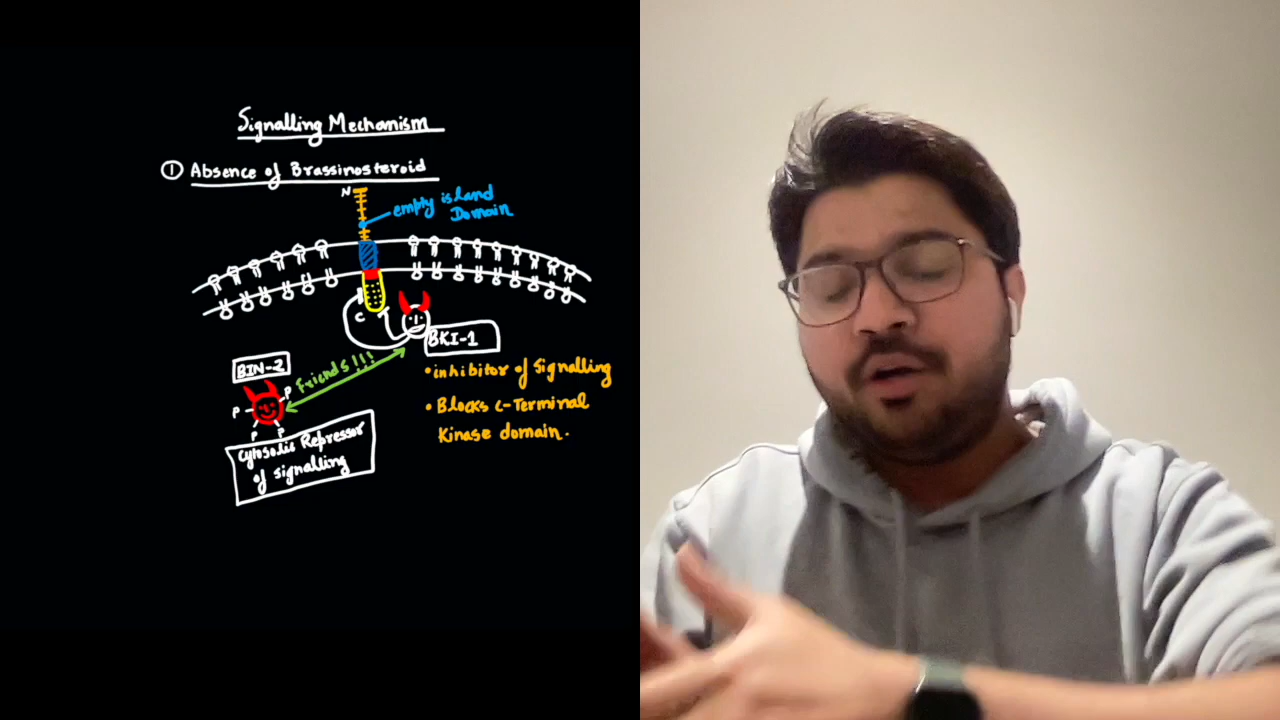 Signalling Mechanism
① Absence of Brassinosteroid
N
empty island
Domain
C
BKI-1
BIN-2
Friends!!!
P
P
P
P
• inhibitor of Signalling
• Blocks C-Terminal
Kinase domain.
Cytosolic Repressor
of signalling